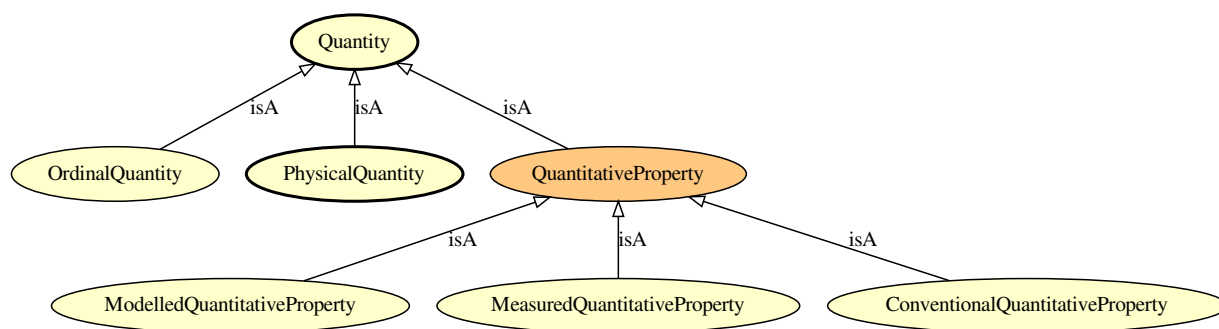 Quantity
isA
isA
isA
OrdinalQuantity
PhysicalQuantity
QuantitativeProperty
isA
isA
isA
ModelledQuantitativeProperty
MeasuredQuantitativeProperty
ConventionalQuantitativeProperty